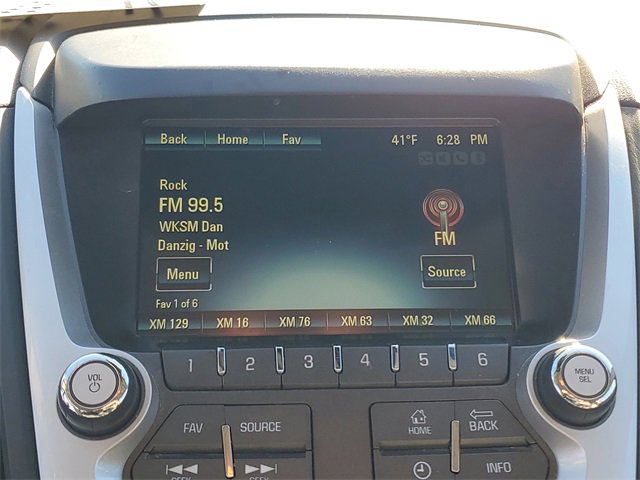 Back Home Fav 41°F 6:28 PM
Rock
FM 99.5
WKSM Dan
Danzig - Mot
FM
Menu Source
Fav 1 of 6
XM 129 XM 16 XM 76 XM 63 XM 32 XM 66
1 2 3 4 5 6
VOL
MENU
SEL
FAV SOURCE HOME BACK
INFO
SEEK SEEK